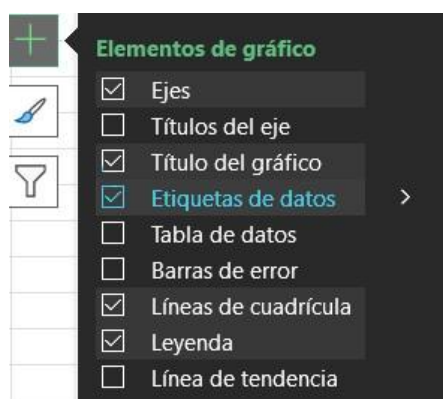 Elementos de gráfico
Ejes
Títulos del eje
Título del gráfico
Etiquetas de datos
Tabla de datos
Barras de error
Líneas de cuadrícula
Leyenda
Línea de tendencia